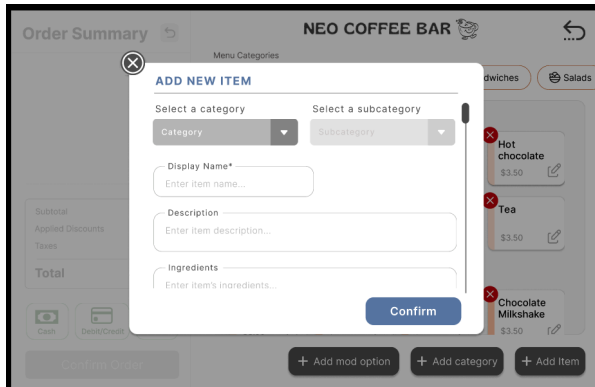 Order Summary
NEO COFFEE BAR
Menu Categories
dwiches
Salads
ADD NEW ITEM
Select a category
Select a subcategory
Category
Subcategory
Display Name*
Enter item name...
Description
Enter item description...
Ingredients
Enter item's ingredients...
Confirm
Hot
chocolate
$3.50
Tea
$3.50
Chocolate
Milkshake
$3.50
Subtotal
Applied Discounts
Taxes
Total
Cash
Debit/Credit
Confirm Order
+ Add mod option
+ Add category
+ Add Item